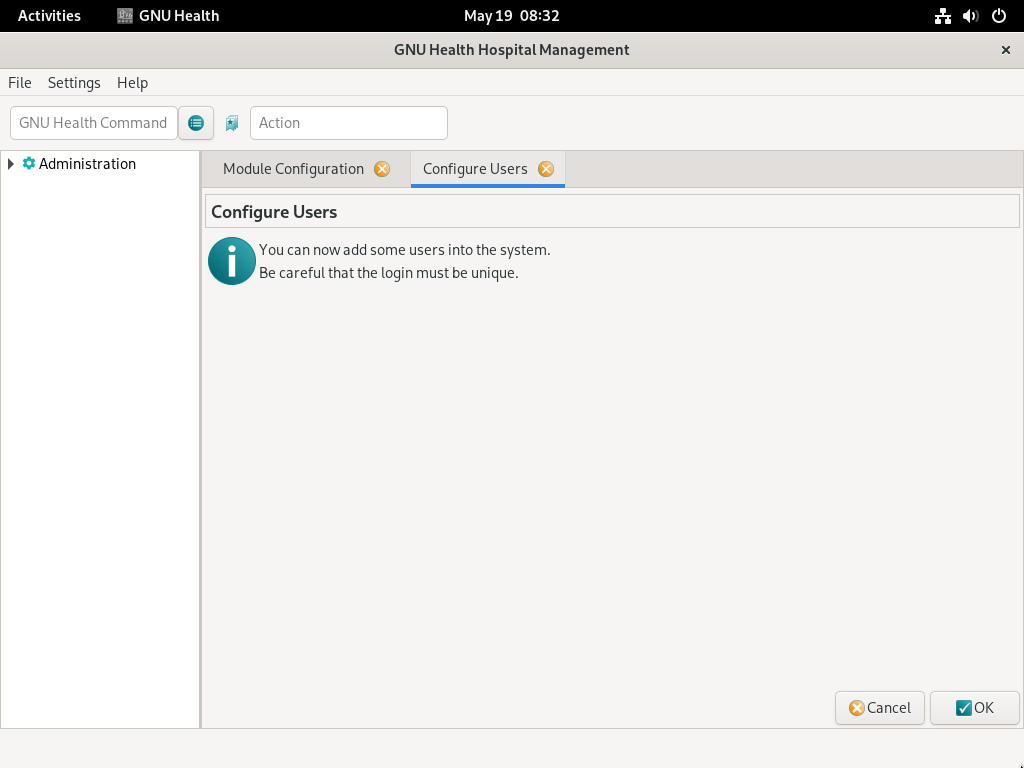 Activities
GNU Health
May 19 08:32
GNU Health Hospital Management
File
Settings
Help
GNU Health Command
Action
Administration
Module Configuration
Configure Users
Configure Users
You can now add some users into the system.
Be careful that the login must be unique.
Cancel
OK